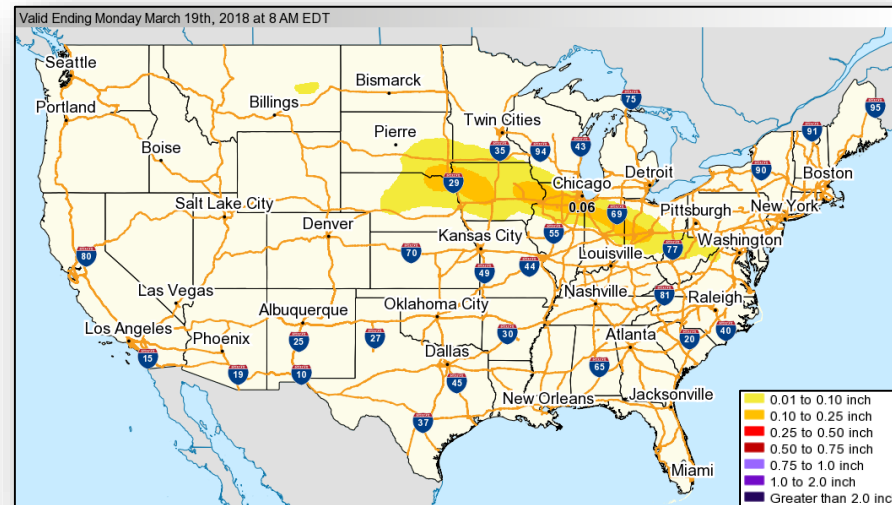 Valid Ending Monday March 19th, 2018 at 8 AM EDT
Seattle
Portland
Billings
Bismarck
Twin Cities
75
95
Pierre
35
94
43
91
Boise
29
Chicago
Detroit
90
Boston
Salt Lake City
0.06
69
Pittsburgh
New York
80
Denver
70
Kansas City
55
77
Washington
49
44
Louisville
Las Vegas
Albuquerque
Oklahoma City
Nashville
81
Raleigh
Los Angeles
Phoenix
25
27
30
Atlanta
20
40
15
19
10
Dallas
45
65
New Orleans
Jacksonville
37
Miami
0.01 to 0.10 inch
0.10 to 0.25 inch
0.25 to 0.50 inch
0.50 to 0.75 inch
0.75 to 1.0 inch
1.0 to 2.0 inch
Greater than 2.0 inc